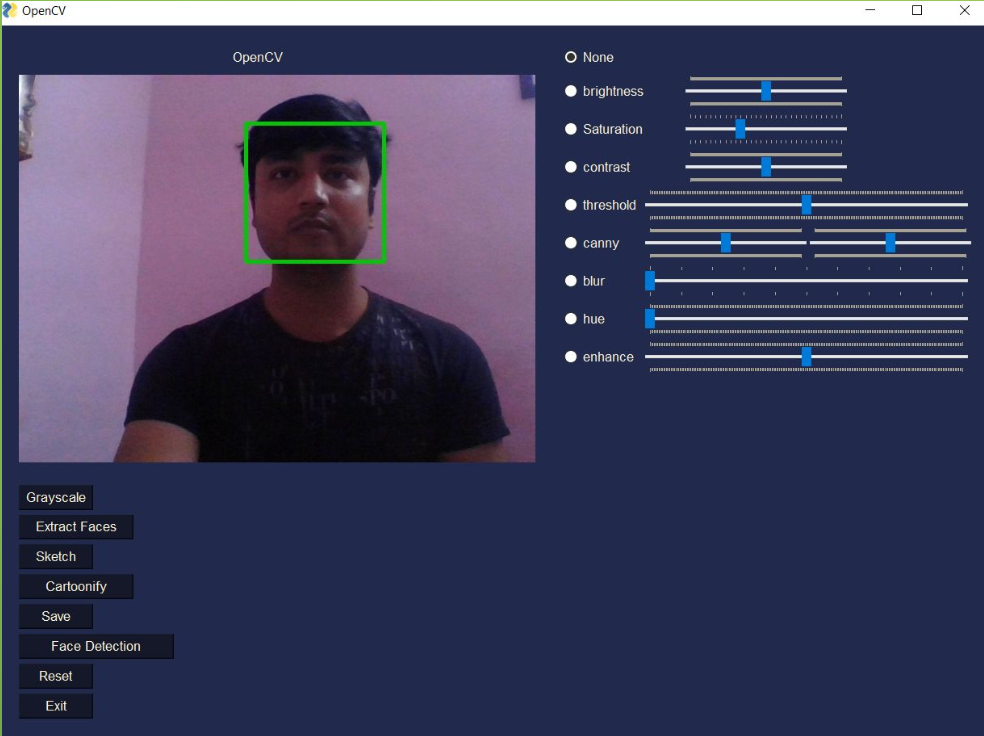 OpenCV
OpenCV
None
brightness
Saturation
contrast
threshold
canny
blur
hue
enhance
Grayscale
Extract Faces
Sketch
Cartoonify
Save
Face Detection
Reset
Exit